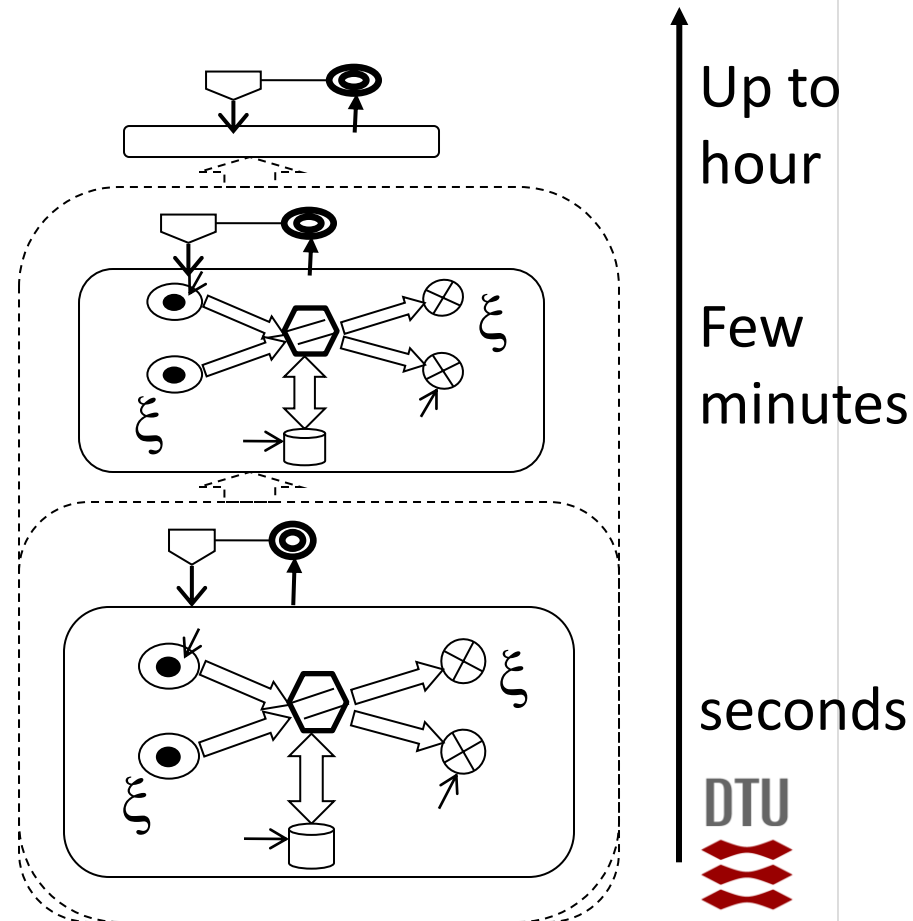 Up to
hour
ξ
Few
minutes
ξ
ξ
seconds
ξ
DTU